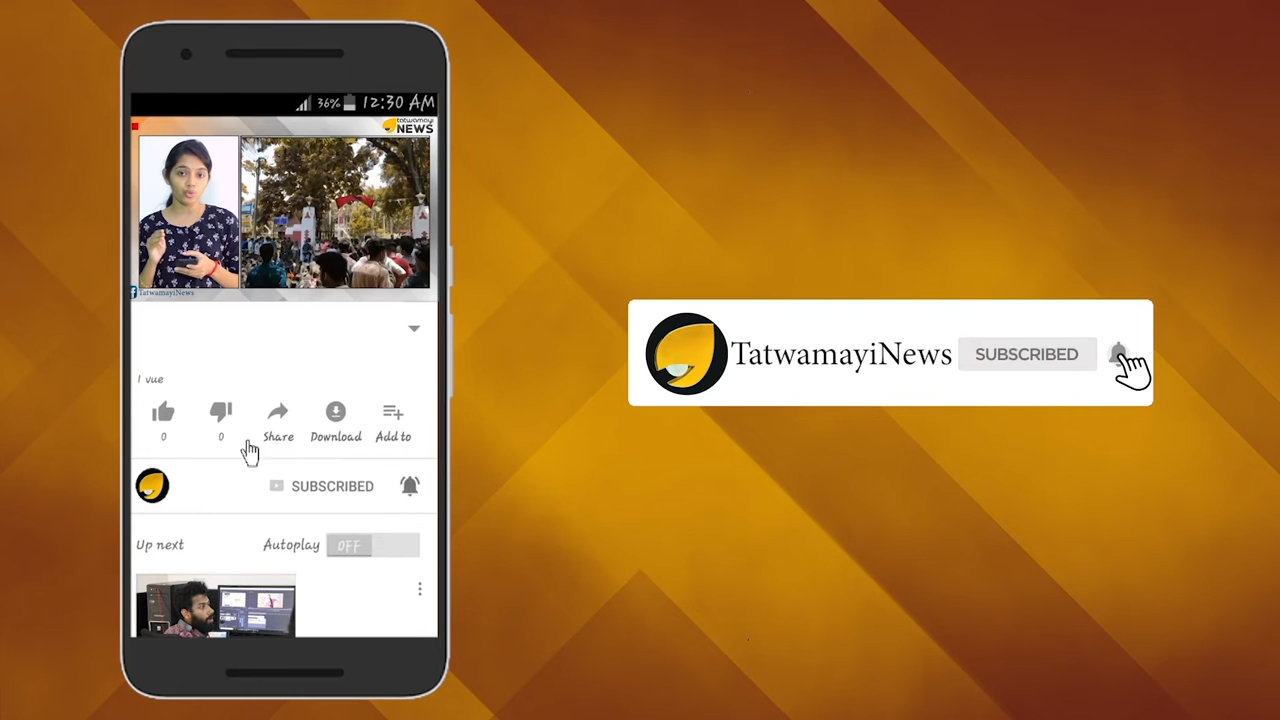 36% 12:30 AM
tatwamayi
NEWS
TatwamayiNews
1 vue
0 0 Share Download Add to
SUBSCRIBED
Up next Autoplay OFF
TatwamayiNews SUBSCRIBED